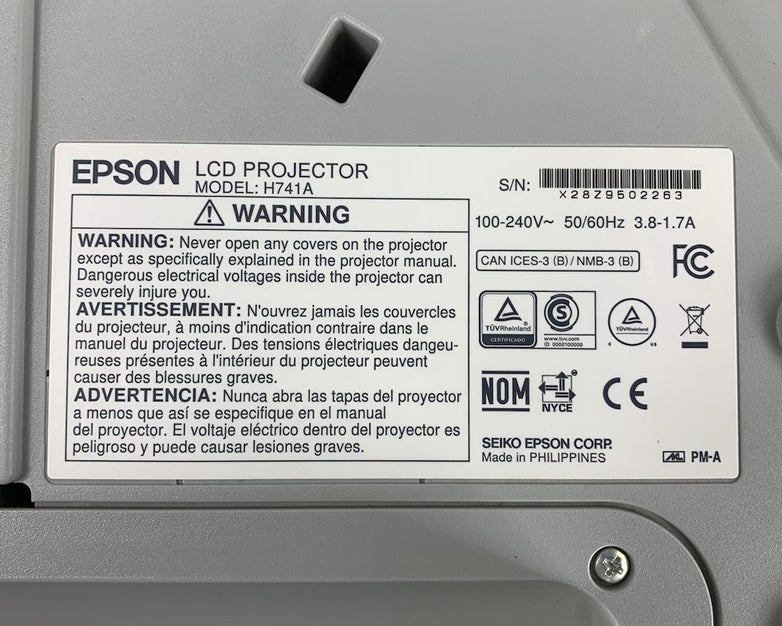 EPSON LCD PROJECTOR
MODEL: H741A
WARNING
WARNING: Never open any covers on the projector
except as specifically explained in the projector manual.
Dangerous electrical voltages inside the projector can
severely injure you.
AVERTISSEMENT: N'ouvrez jamais les couvercles
du projecteur, à moins d'indication contraire dans le
manuel du projecteur. Des tensions électriques dangeu-
reuses présentes à l'intérieur du projecteur peuvent
causer des blessures graves.
ADVERTENCIA: Nunca abra las tapas del proyector
a menos que así se especifique en el manual
del proyector. El voltaje eléctrico dentro del proyector es
peligroso y puede causar lesiones graves.
S/N:
X28Z9502263
100-240V~ 50/60Hz 3.8-1.7A
CAN ICES-3 (B) / NMB-3 (B)
FC
TÜVRheinland
CERTIFICADO
S
www.tuv.com
ID 0000100000
TÜVRheinland
NOM
NYCE
CE
SEIKO EPSON CORP.
Made in PHILIPPINES
PM-A